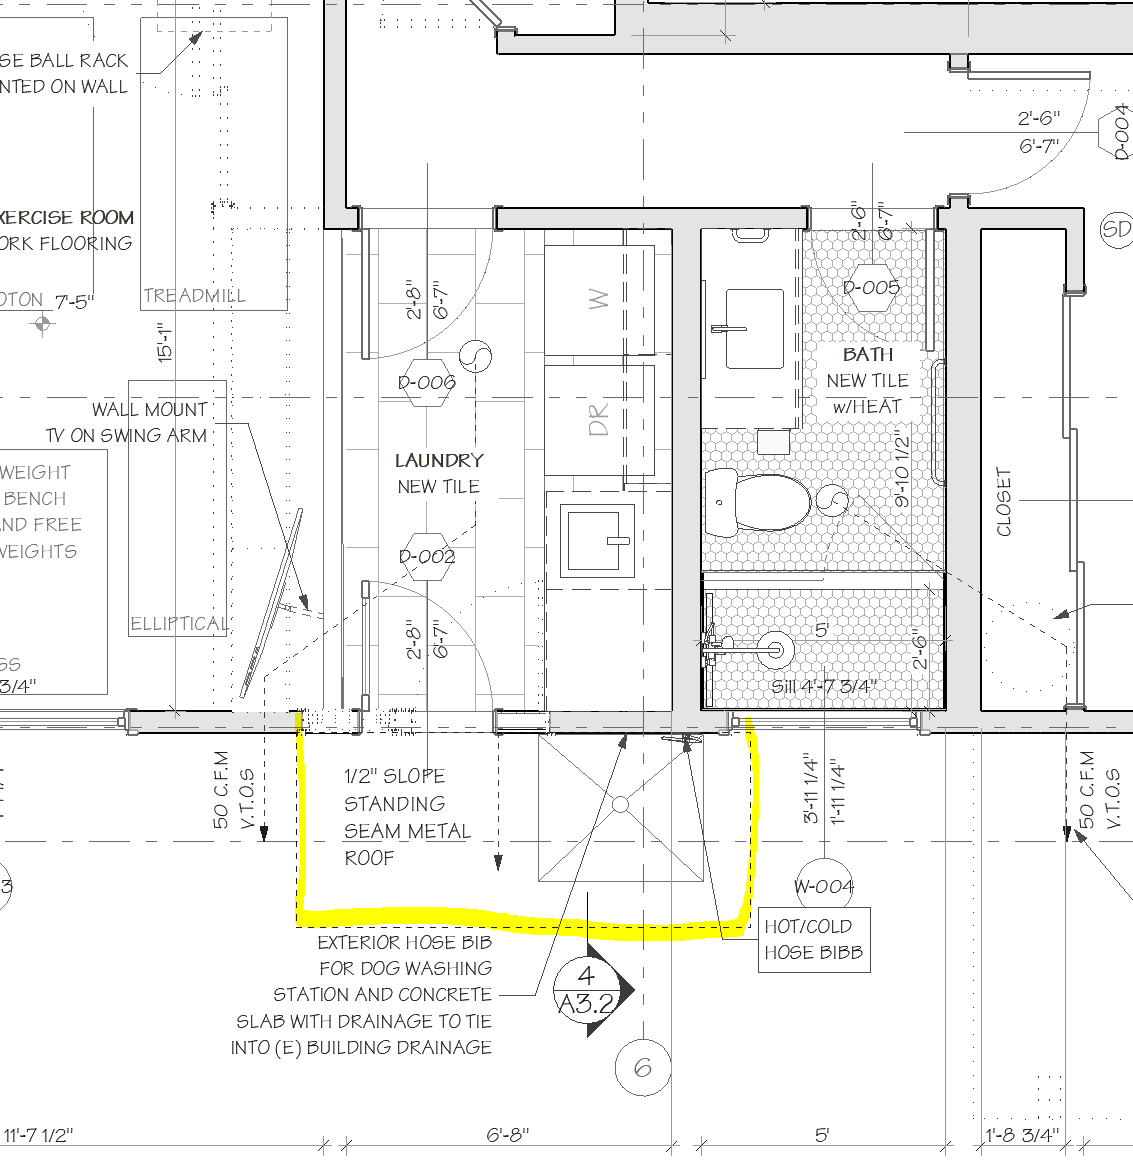 SE BALL RACK
NTED ON WALL
2'-6"
6'-7"
D-004
XERCISE ROOM
ORK FLOORING
2'-6"
6'-7"
SD
OTON 7'-5"
TREADMILL
15'-1"
2'-8"
6'-7"
W
D-005
BATH
NEW TILE
w/HEAT
D-006
WALL MOUNT
TV ON SWING ARM
DR
LAUNDRY
NEW TILE
9'-10 1/2"
CLOSET
WEIGHT
BENCH
AND FREE
WEIGHTS
D-002
ELLIPTICAL
2'-8"
6'-7"
5'
2'-6"
SS
3/4"
Sill 4'-7 3/4"
50 C.F.M
V.T.O.S
1/2" SLOPE
STANDING
SEAM METAL
ROOF
3'-11 1/4"
1'-11 1/4"
50 C.F.M
V.T.O.S
3
W-004
HOT/COLD
HOSE BIBB
EXTERIOR HOSE BIB
FOR DOG WASHING
STATION AND CONCRETE
SLAB WITH DRAINAGE TO TIE
INTO (E) BUILDING DRAINAGE
4
A3.2
6
11'-7 1/2"
6'-8"
5'
1'-8 3/4"